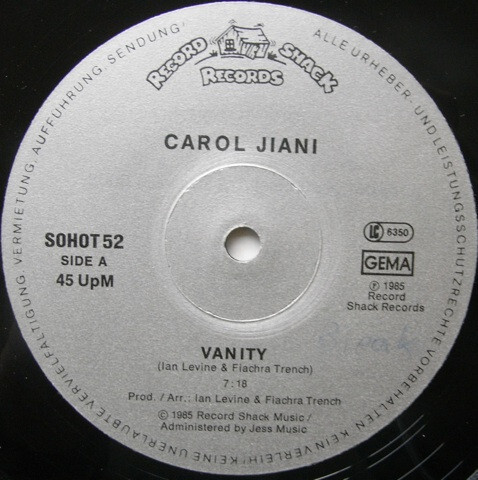 RECORD SHACK
RECORDS
ALLE URHEBER- UND LEISTUNGSSCHUTZRECHTE VORBEHALTEN. KEIN VERLEIH! KEINE UNERLAUBTE VERVIELFÄLTIGUNG, VERMIETUNG, AUFFÜHRUNG, SENDUNG!
CAROL JIANI
SOHOT 52
SIDE A
45 UpM
LC 6350
GEMA
℗ 1985
Record
Shack Records
VANITY
(Ian Levine & Fiachra Trench)
7:18
Prod. / Arr.: Ian Levine & Fiachra Trench
© 1985 Record Shack Music /
Administered by Jess Music